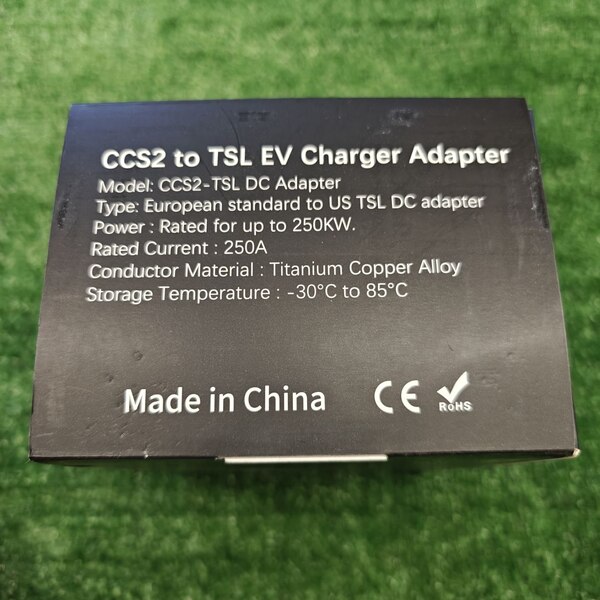 CCS2 to TSL EV Charger Adapter
Model: CCS2-TSL DC Adapter
Type: European standard to US TSL DC adapter
Power : Rated for up to 250KW.
Rated Current : 250A
Conductor Material : Titanium Copper Alloy
Storage Temperature : -30°C to 85°C
Made in China CE RoHS